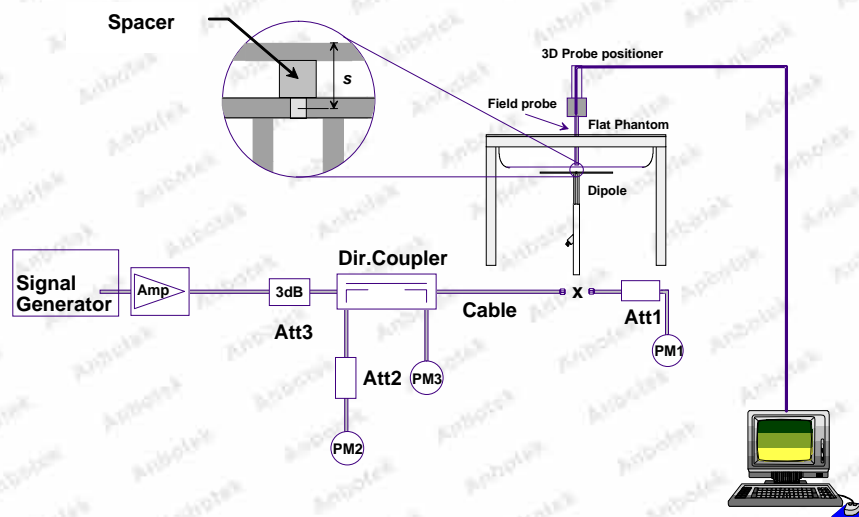 Spacer
s
3D Probe positioner
Field probe
Flat Phantom
Dipole
Dir.Coupler
Signal
Generator
Amp
3dB
Att3
Cable
x
Att1
PM1
Att2
PM3
PM2
Anbotek